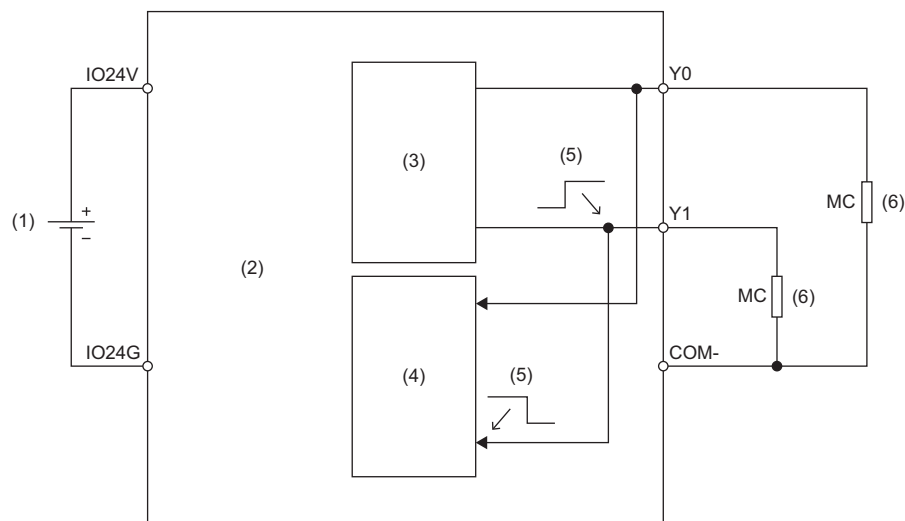 IO24V
Y0
(3)
(5)
MC
(6)
(1)
+
–
Y1
(2)
MC
(6)
IO24G
COM-
(4)
(5)